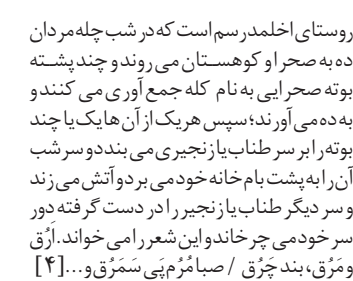 روستای اخلمدرسم است که در شب چله مردان
ده به صحرا و کوهستان می روند و چند پشته
بوته صحرایی به نام کله جمع آوری می کنند و
به ده می آورند؛ سپس هریک از آن ها یک یا چند
بوته را بر سر طناب یا زنجیری می بندد و سر شب
آن را به پشت بام خانه خود می برد و آتش می زند
و سر دیگر طناب یا زنجیر را در دست گرفته دور
سر خود می چرخاند و این شعر را می خواند. اَرُق
و مَرُق، بند چَرُق / صبا مُرُم پَی سَمَرُق و...[۴]